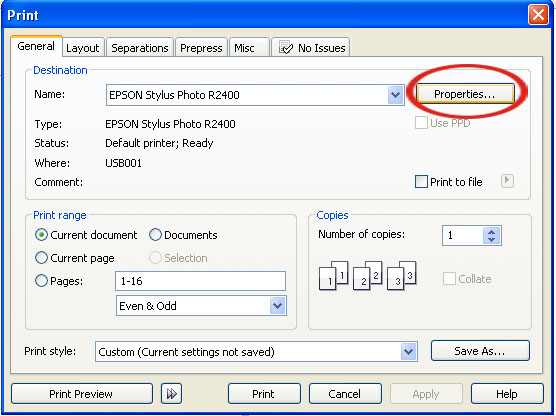 Print
General Layout Separations Prepress Misc No Issues
Destination
Name: EPSON Stylus Photo R2400 Properties...
Type: EPSON Stylus Photo R2400 Use PPD
Status: Default printer; Ready
Where: USB001
Comment: Print to file
Print range
Current document Documents
Current page Selection
Pages: 1-16
Even & Odd
Copies
Number of copies: 1
1 1 2 2 3 3 Collate
Print style: Custom (Current settings not saved) Save As...
Print Preview Print Cancel Apply Help